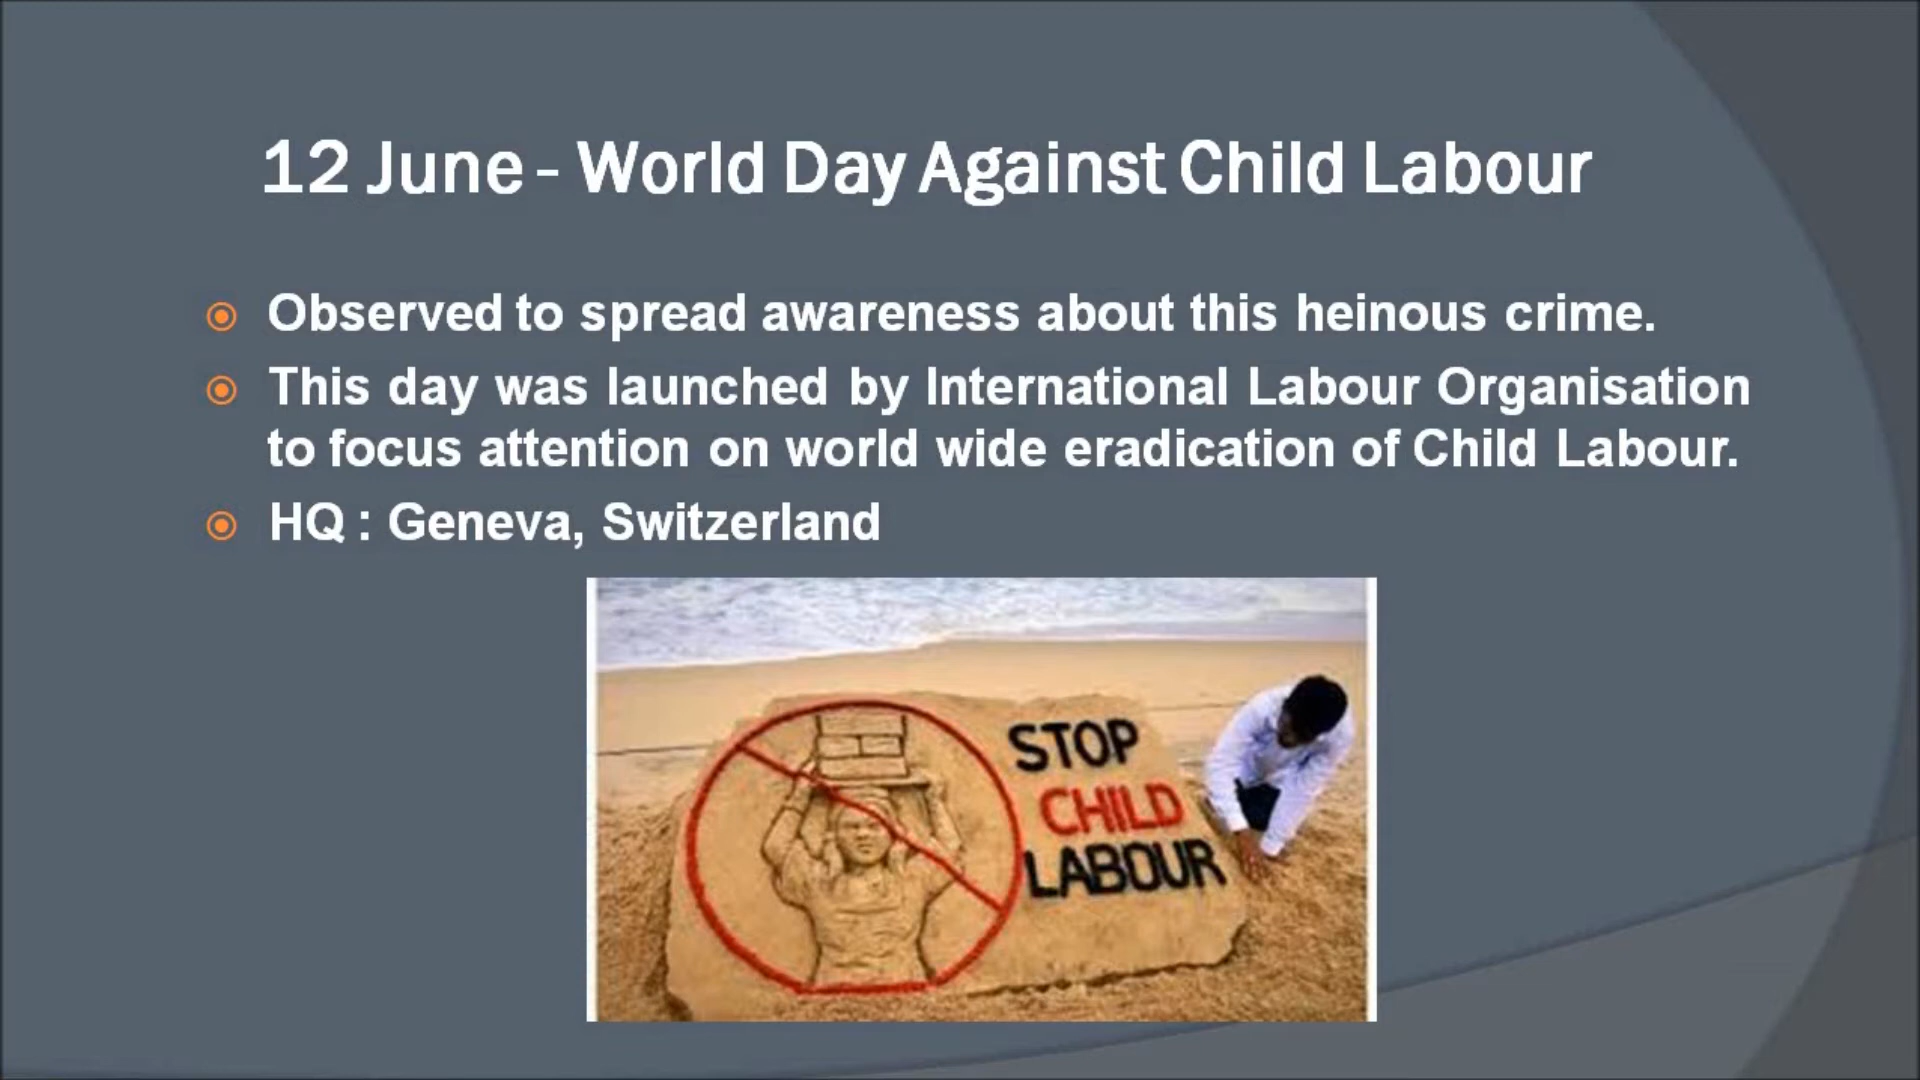 12 June - World Day Against Child Labour
Observed to spread awareness about this heinous crime.
This day was launched by International Labour Organisation
to focus attention on world wide eradication of Child Labour.
HQ : Geneva, Switzerland
STOP
CHILD
LABOUR